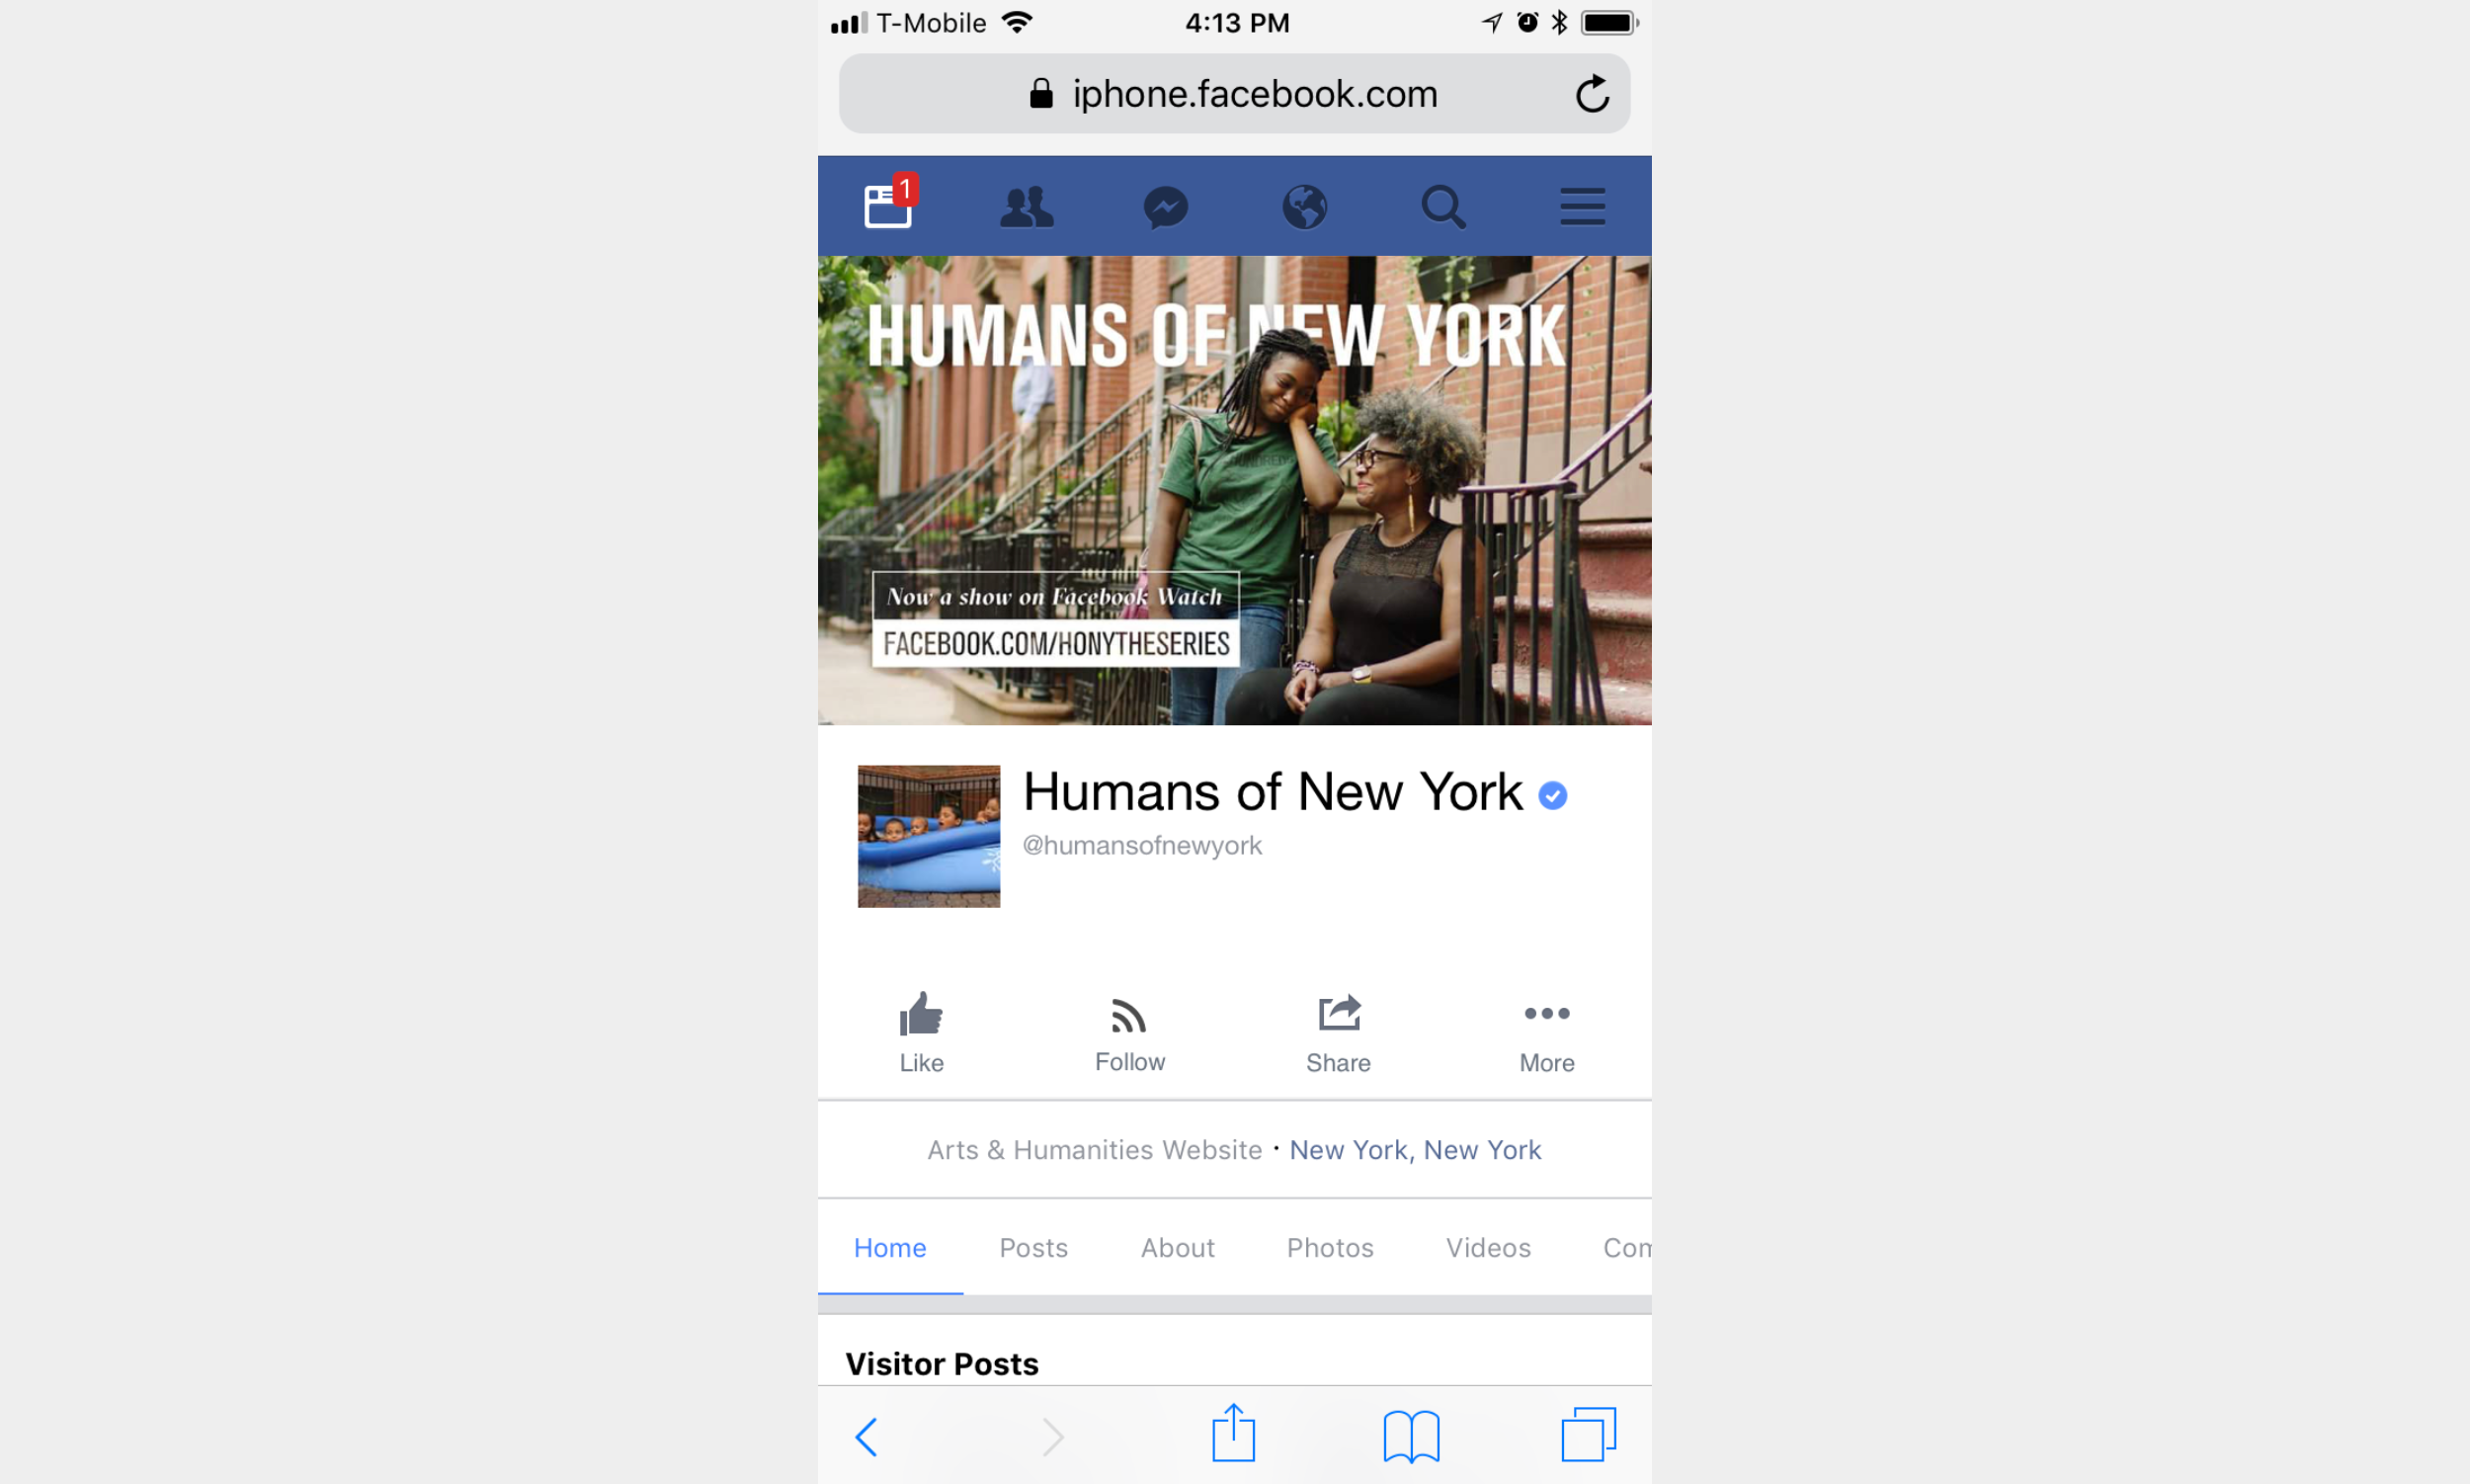 T-Mobile 4:13 PM
iphone.facebook.com
1
HUMANS OF NEW YORK
Now a show on Facebook Watch
FACEBOOK.COM/HONYTHESERIES
Humans of New York
@humansofnewyork
Like Follow Share More
Arts & Humanities Website · New York, New York
Home Posts About Photos Videos Com
Visitor Posts